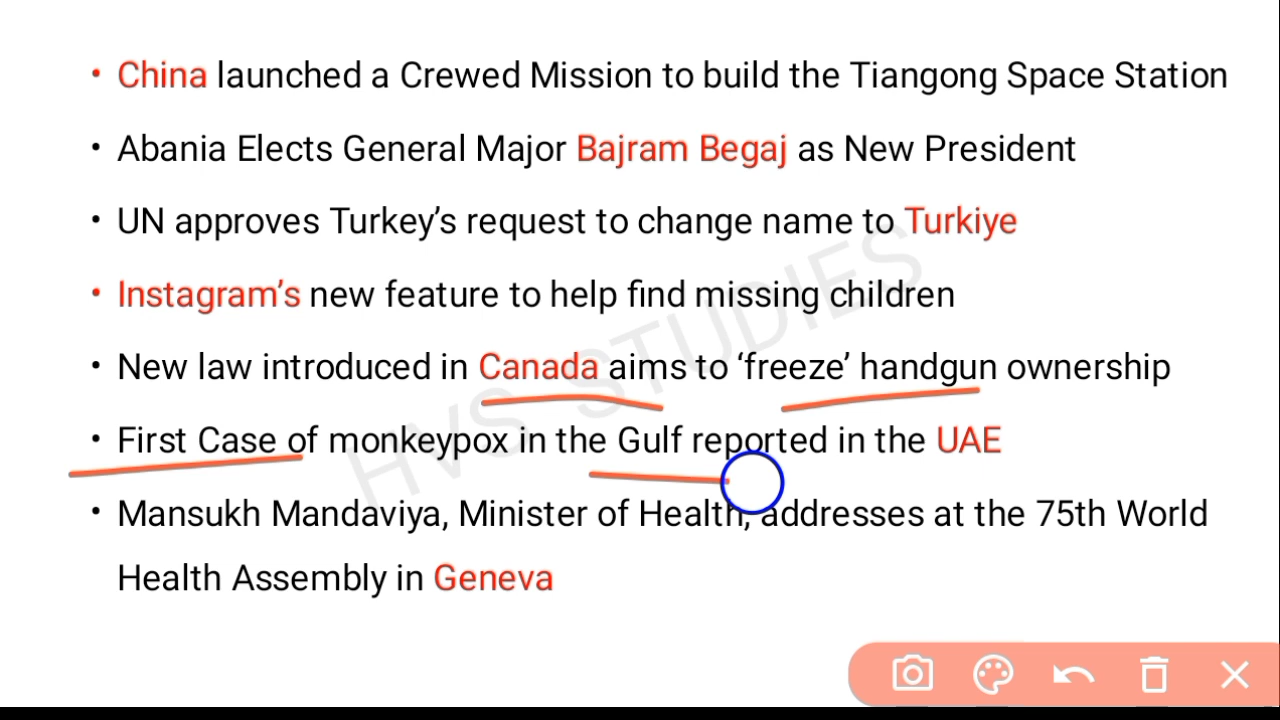 • China launched a Crewed Mission to build the Tiangong Space Station
• Abania Elects General Major Bajram Begaj as New President
• UN approves Turkey’s request to change name to Turkiye
• Instagram’s new feature to help find missing children
• New law introduced in Canada aims to ‘freeze’ handgun ownership
• First Case of monkeypox in the Gulf reported in the UAE
• Mansukh Mandaviya, Minister of Health, addresses at the 75th World
Health Assembly in Geneva
HVS STUDIES